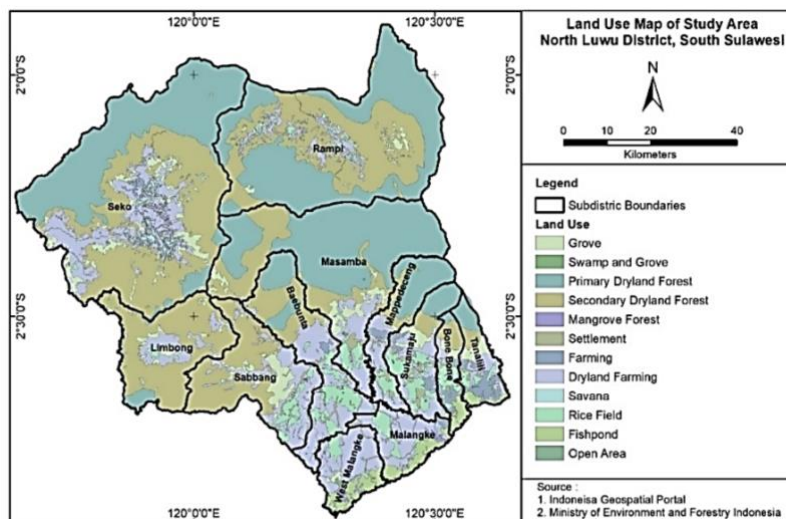 120°0'0"E
120°30'0"E
2°0'0"S
2°0'0"S
Rampi
Seko
Masamba
Mappedeceng
Baebunta
2°30'0"S
2°30'0"S
Limbong
Sukamaju
Bone Bone
Tanalili
Sabbang
Malangke
West Malangke
120°0'0"E
120°30'0"E
Land Use Map of Study Area
North Luwu District, South Sulawesi
N
0 10 20 40
Kilometers
Legend
Subdistric Boundaries
Land Use
Grove
Swamp and Grove
Primary Dryland Forest
Secondary Dryland Forest
Mangrove Forest
Settlement
Farming
Dryland Farming
Savana
Rice Field
Fishpond
Open Area
Source :
1. Indoneisa Geospatial Portal
2. Ministry of Environment and Forestry Indonesia